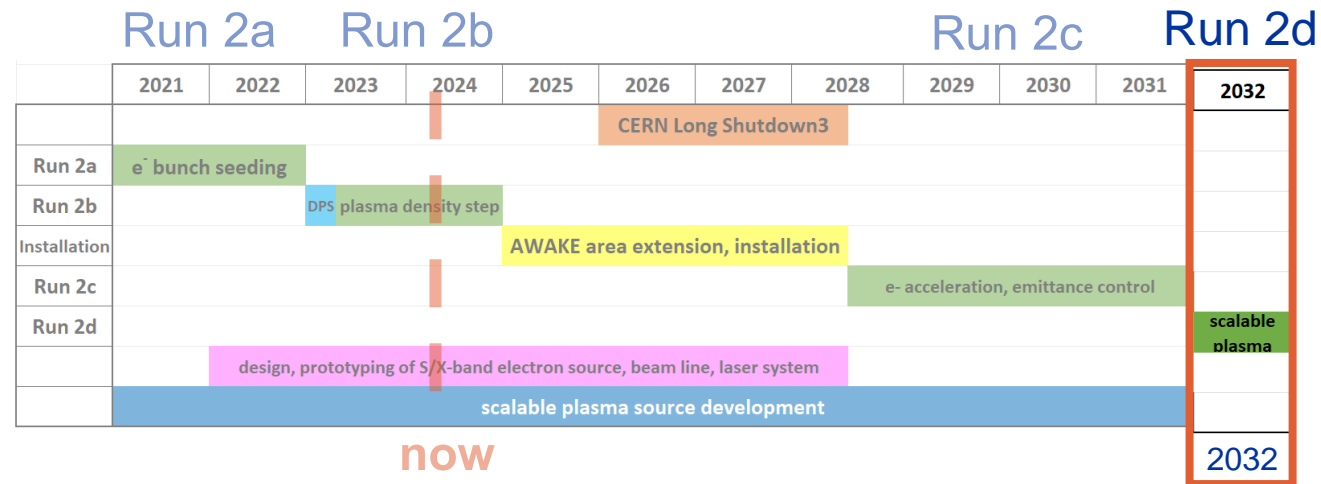 Run 2a Run 2b Run 2c Run 2d
2021 2022 2023 2024 2025 2026 2027 2028 2029 2030 2031 2032
CERN Long Shutdown3
Run 2a e⁻ bunch seeding
Run 2b DPS plasma density step
Installation AWAKE area extension, installation
Run 2c e- acceleration, emittance control
Run 2d scalable
plasma
design, prototyping of S/X-band electron source, beam line, laser system
scalable plasma source development
now 2032